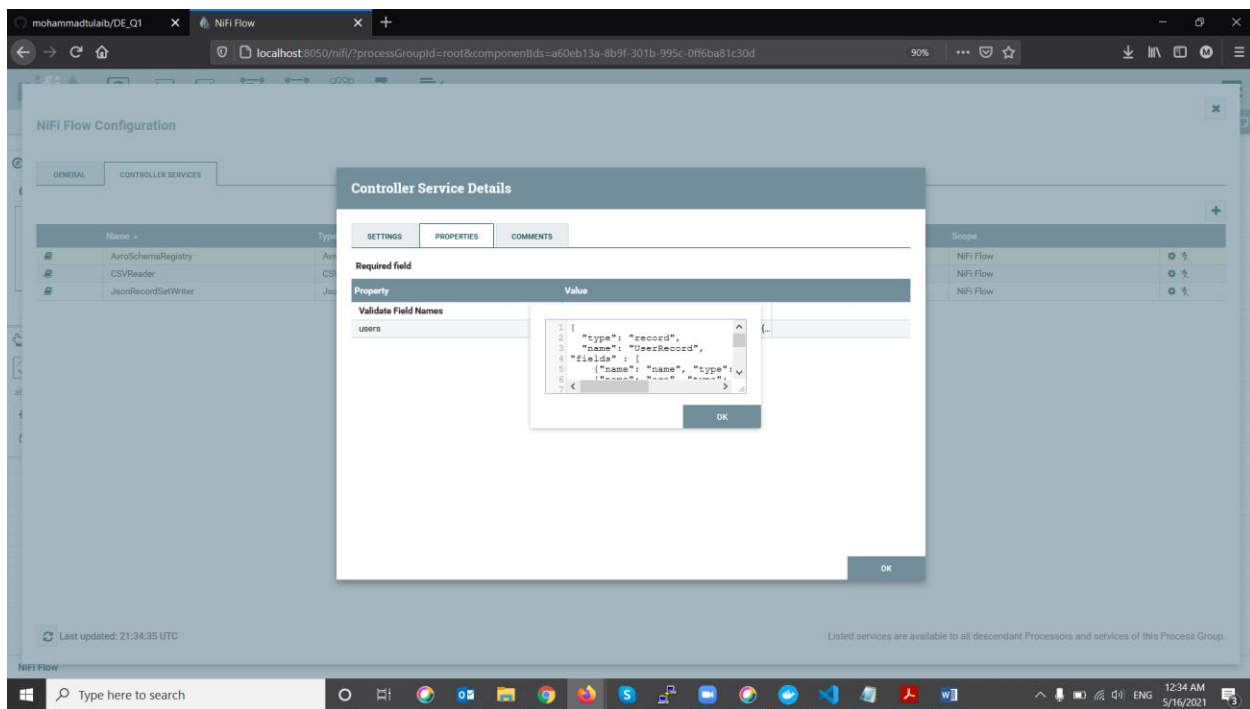 mohammadtulaib/DE_Q1
NiFi Flow
localhost:8050/nifi/?processGroupId=root&componentIds=a60eb13a-8b9f-301b-995c-0ff6ba81c30d
90%
NiFi Flow Configuration
GENERAL
CONTROLLER SERVICES
Controller Service Details
Name
Type
Scope
SETTINGS
PROPERTIES
COMMENTS
AvroSchemaRegistry
NiFi Flow
Required field
CSVReader
NiFi Flow
JsonRecordSetWriter
NiFi Flow
Property
Value
Validate Field Names
users
{...
1 {
2 "type": "record",
3 "name": "UserRecord",
4 "fields" : [
5 {"name": "name", "type":
6
7
OK
OK
Last updated: 21:34:35 UTC
Listed services are available to all descendant Processors and services of this Process Group.
NiFi Flow
Type here to search
ENG
12:34 AM
5/16/2021